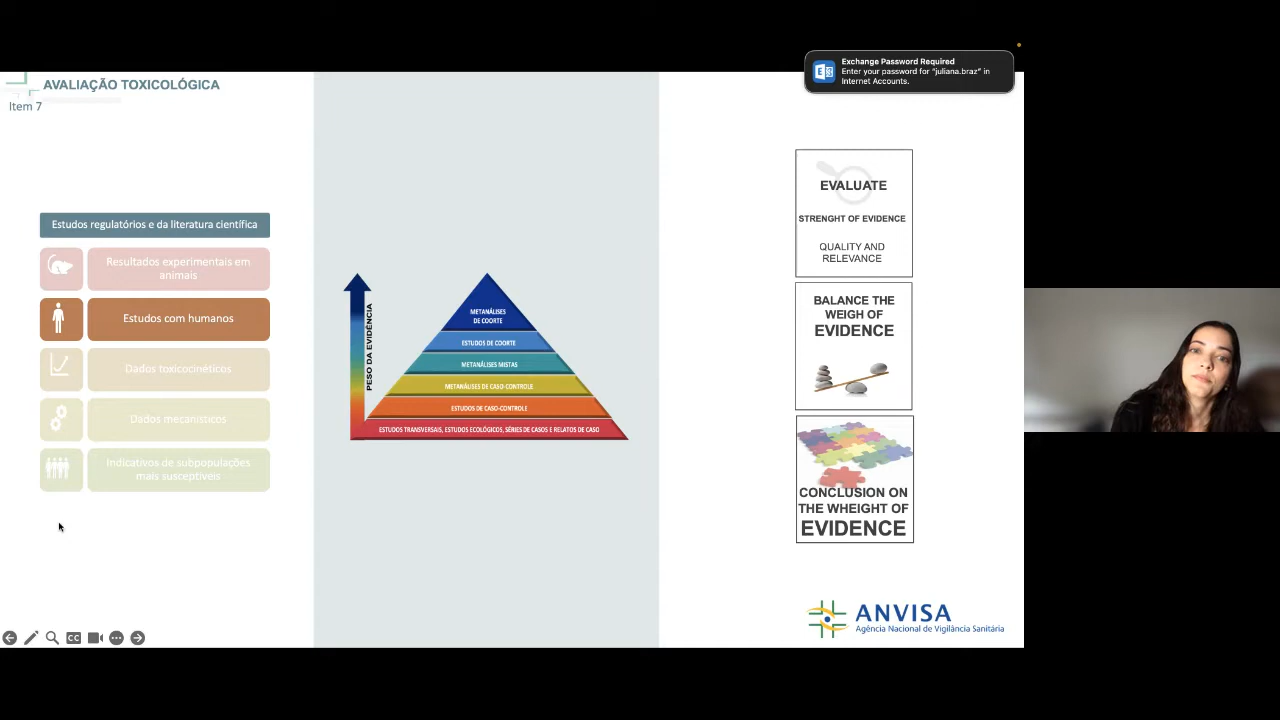 AVALIAÇÃO TOXICOLÓGICA
Item 7
Exchange Password Required
Enter your password for "juliana.braz" in
Internet Accounts.
Estudos regulatórios e da literatura científica
Resultados experimentais em
animais
Estudos com humanos
Dados toxicocinéticos
Dados mecanísticos
Indicativos de subpopulações
mais susceptíveis
PESO DA EVIDÊNCIA
METANÁLISES
DE COORTE
ESTUDOS DE COORTE
METANÁLISES MISTAS
METANÁLISES DE CASO-CONTROLE
ESTUDOS DE CASO-CONTROLE
ESTUDOS TRANSVERSAIS, ESTUDOS ECOLÓGICOS, SÉRIES DE CASOS E RELATOS DE CASO
EVALUATE
STRENGHT OF EVIDENCE
QUALITY AND
RELEVANCE
BALANCE THE
WEIGH OF
EVIDENCE
CONCLUSION ON
THE WHEIGHT OF
EVIDENCE
CC
ANVISA
Agência Nacional de Vigilância Sanitária